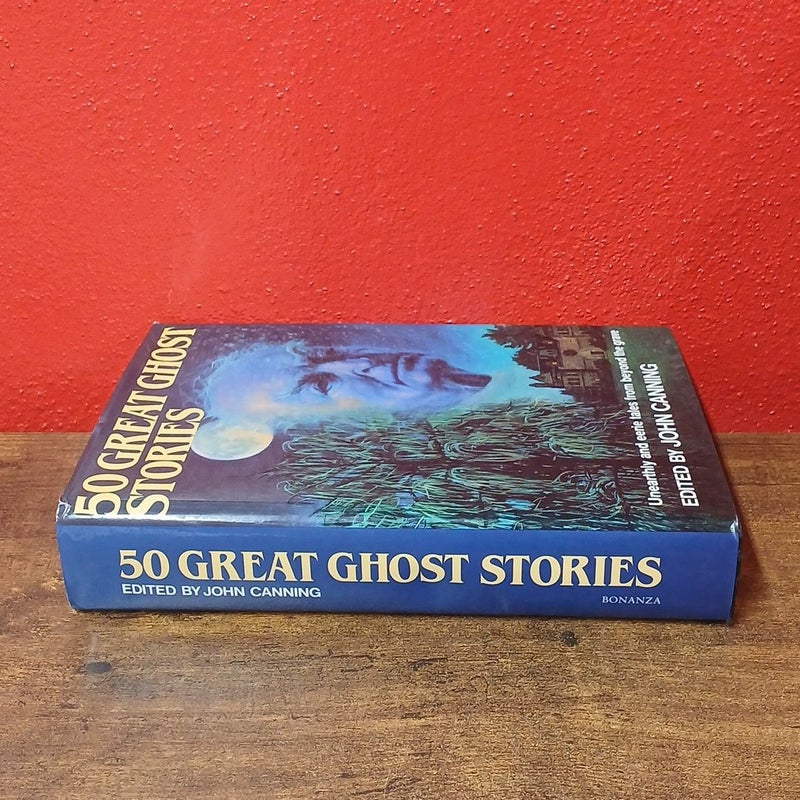 50 GREAT GHOST
STORIES
Unearthly and eerie tales from beyond the grave
EDITED BY JOHN CANNING
50 GREAT GHOST STORIES
EDITED BY JOHN CANNING
BONANZA